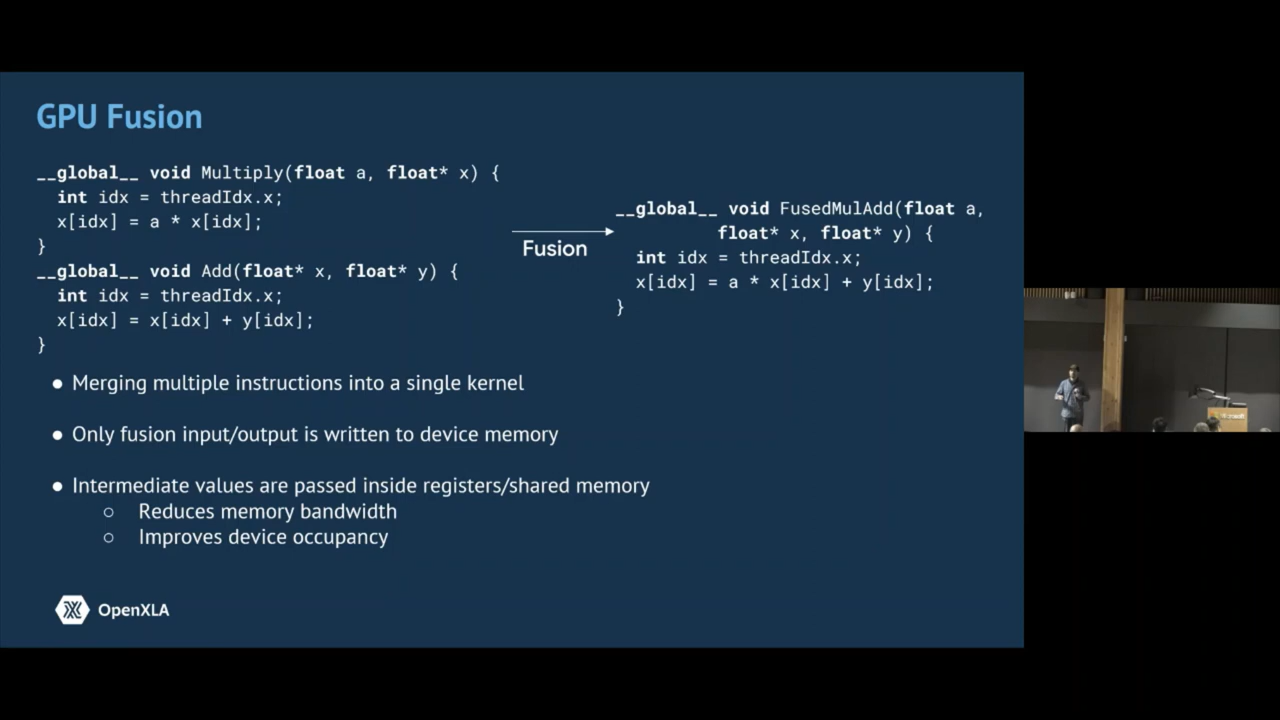 GPU Fusion
__global__ void Multiply(float a, float* x) {
  int idx = threadIdx.x;
  x[idx] = a * x[idx];
}
__global__ void Add(float* x, float* y) {
  int idx = threadIdx.x;
  x[idx] = x[idx] + y[idx];
}
Fusion
__global__ void FusedMulAdd(float a,
          float* x, float* y) {
  int idx = threadIdx.x;
  x[idx] = a * x[idx] + y[idx];
}
● Merging multiple instructions into a single kernel
● Only fusion input/output is written to device memory
● Intermediate values are passed inside registers/shared memory
○ Reduces memory bandwidth
○ Improves device occupancy
OpenXLA
Microsoft